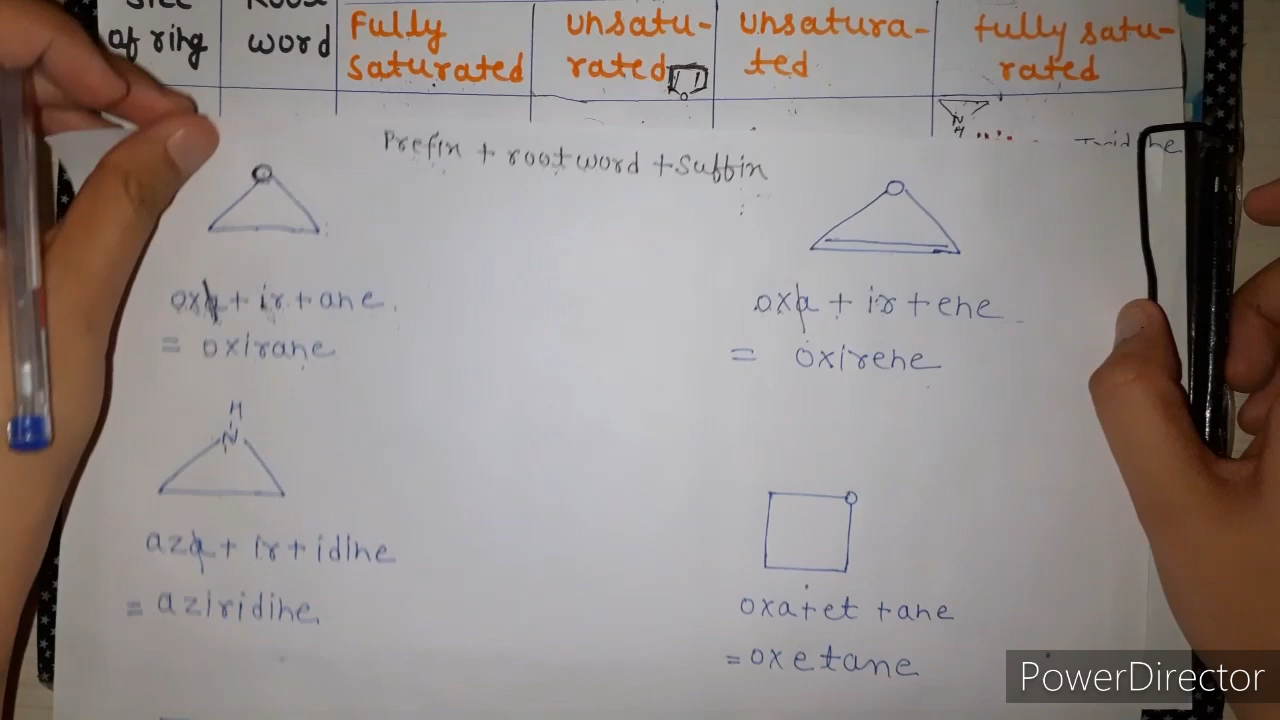 of ring
word
Fully saturated
unsatu-rated
unsatura-ted
fully satu-rated
N
H
Prefix + root word + suffix
oxa + ir + ane.
= oxirane
oxa + ir + ene
= oxirene
H
N
aza + ir + idine
= aziridine.
oxa + et + ane
= oxetane
PowerDirector